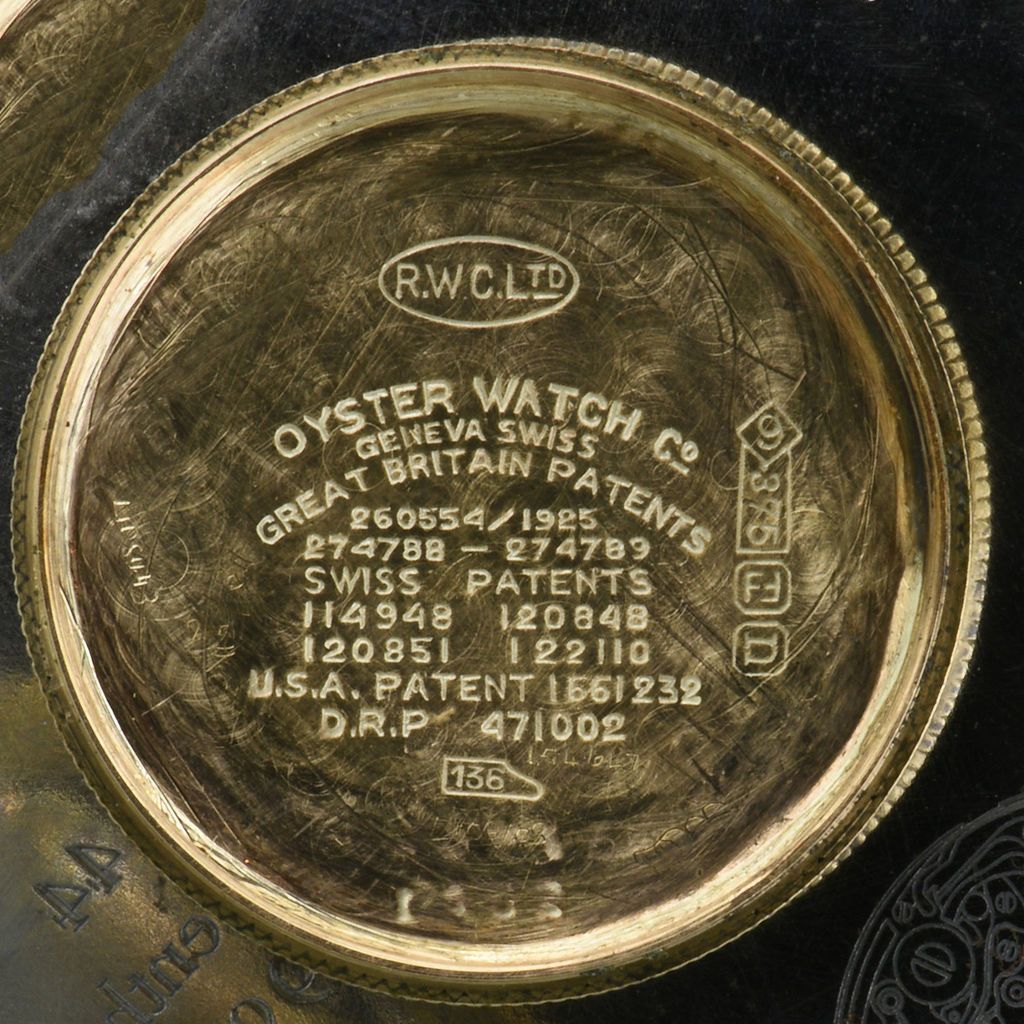 R.W.C.LTD
OYSTER WATCH Co
GENEVA SWISS
GREAT BRITAIN PATENTS
260554/1925
274788 – 274789
SWISS PATENTS
114948 120848
120851 122110
U.S.A. PATENT 1661232
D.R.P 471002
136
9 .375
D
44